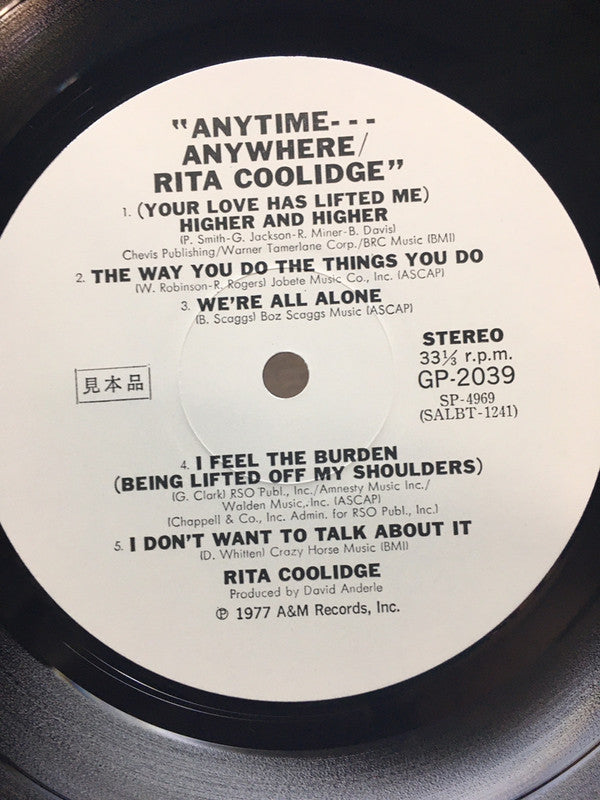 "ANYTIME---
ANYWHERE/
RITA COOLIDGE"
1. (YOUR LOVE HAS LIFTED ME)
HIGHER AND HIGHER
(P. Smith-G. Jackson-R. Miner-B. Davis)
Chevis Publishing/Warner Tamerlane Corp./BRC Music (BMI)
2. THE WAY YOU DO THE THINGS YOU DO
(W. Robinson-R. Rogers) Jobete Music Co., Inc. (ASCAP)
3. WE'RE ALL ALONE
(B. Scaggs) Boz Scaggs Music (ASCAP)
見本品
STEREO
33⅓ r.p.m.
GP-2039
SP-4969
(SALBT-1241)
4. I FEEL THE BURDEN
(BEING LIFTED OFF MY SHOULDERS)
(G. Clark) RSO Publ., Inc./Amnesty Music Inc./
Walden Music,.Inc. (ASCAP)
(Chappell & Co., Inc. Admin. for RSO Publ., Inc.)
5. I DON'T WANT TO TALK ABOUT IT
(D. Whitten) Crazy Horse Music (BMI)
RITA COOLIDGE
Produced by David Anderle
℗ 1977 A&M Records, Inc.